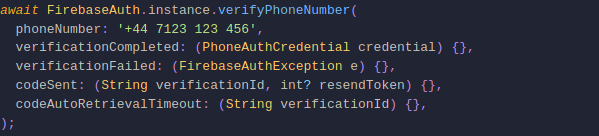 await FirebaseAuth.instance.verifyPhoneNumber(
phoneNumber: '+44 7123 123 456',
verificationCompleted: (PhoneAuthCredential credential) {},
verificationFailed: (FirebaseAuthException e) {},
codeSent: (String verificationId, int? resendToken) {},
codeAutoRetrievalTimeout: (String verificationId) {},
);